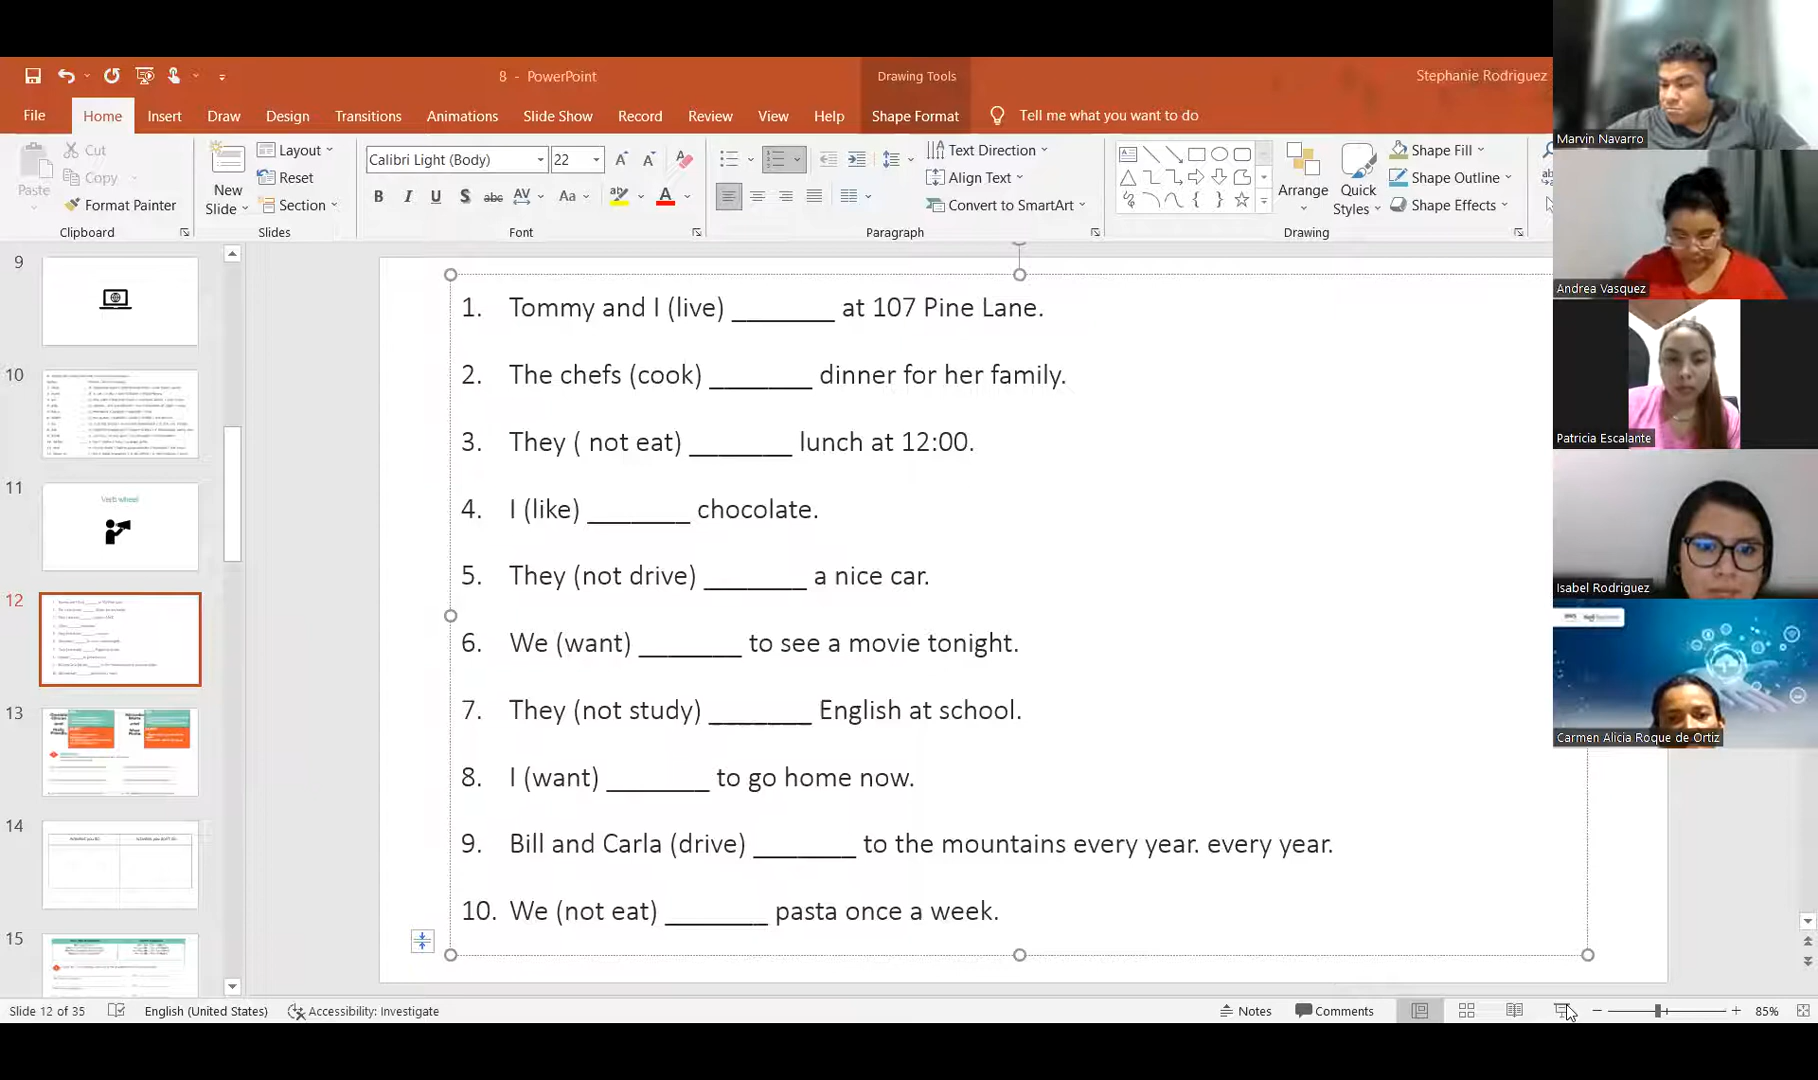 8 - PowerPoint
Drawing Tools
Stephanie Rodriguez
File Home Insert Draw Design Transitions Animations Slide Show Record Review View Help Shape Format Tell me what you want to do
Paste
Cut
Copy
Format Painter
Clipboard
New Slide
Layout
Reset
Section
Slides
Calibri Light (Body) 22
Font
Paragraph
Text Direction
Align Text
Convert to SmartArt
Arrange
Quick Styles
Shape Fill
Shape Outline
Shape Effects
Drawing
9
10
11
Verb wheel
12
13
14
15
1. Tommy and I (live) _______ at 107 Pine Lane.
2. The chefs (cook) _______ dinner for her family.
3. They ( not eat) _______ lunch at 12:00.
4. I (like) _______ chocolate.
5. They (not drive) _______ a nice car.
6. We (want) _______ to see a movie tonight.
7. They (not study) _______ English at school.
8. I (want) _______ to go home now.
9. Bill and Carla (drive) _______ to the mountains every year. every year.
10. We (not eat) _______ pasta once a week.
Marvin Navarro
Andrea Vasquez
Patricia Escalante
Isabel Rodriguez
Carmen Alicia Roque de Ortiz
Slide 12 of 35 English (United States) Accessibility: Investigate Notes Comments 85%